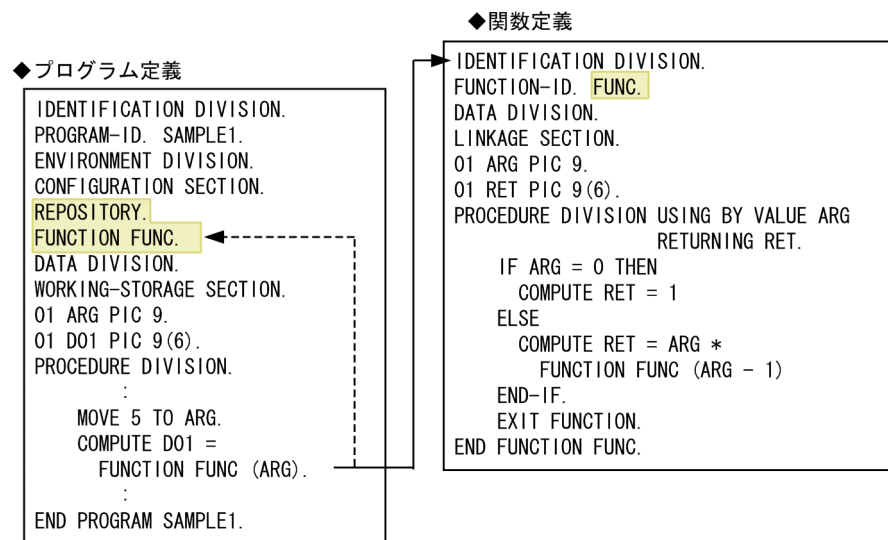 ◆プログラム定義
IDENTIFICATION DIVISION.
PROGRAM-ID. SAMPLE1.
ENVIRONMENT DIVISION.
CONFIGURATION SECTION.
REPOSITORY.
FUNCTION FUNC.
DATA DIVISION.
WORKING-STORAGE SECTION.
01 ARG PIC 9.
01 DO1 PIC 9(6).
PROCEDURE DIVISION.
:
MOVE 5 TO ARG.
COMPUTE DO1 =
FUNCTION FUNC (ARG).
:
END PROGRAM SAMPLE1.
◆関数定義
IDENTIFICATION DIVISION.
FUNCTION-ID. FUNC.
DATA DIVISION.
LINKAGE SECTION.
01 ARG PIC 9.
01 RET PIC 9(6).
PROCEDURE DIVISION USING BY VALUE ARG
RETURNING RET.
IF ARG = 0 THEN
COMPUTE RET = 1
ELSE
COMPUTE RET = ARG *
FUNCTION FUNC (ARG - 1)
END-IF.
EXIT FUNCTION.
END FUNCTION FUNC.